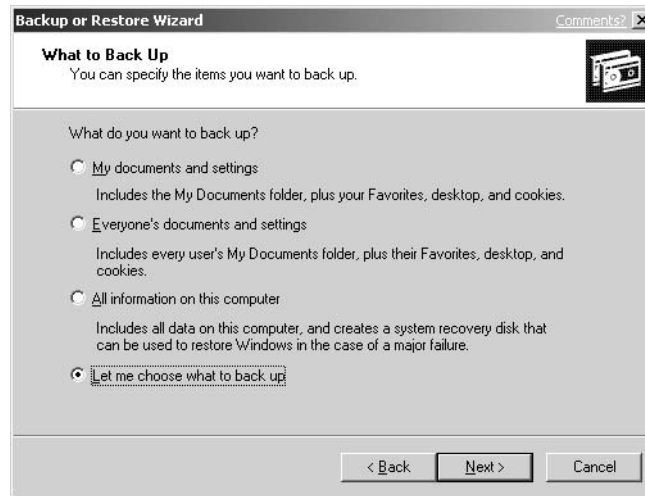 Backup or Restore Wizard
Comments?
What to Back Up
You can specify the items you want to back up.
What do you want to back up?
My documents and settings
Includes the My Documents folder, plus your Favorites, desktop, and cookies.
Everyone's documents and settings
Includes every user's My Documents folder, plus their Favorites, desktop, and
cookies.
All information on this computer
Includes all data on this computer, and creates a system recovery disk that
can be used to restore Windows in the case of a major failure.
Let me choose what to back up
< Back
Next >
Cancel